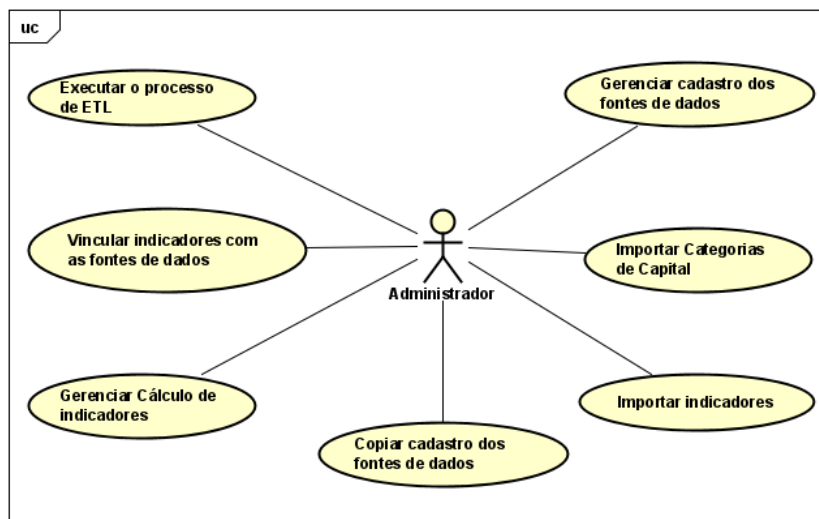 uc
Executar o processo
de ETL
Gerenciar cadastro dos
fontes de dados
Vincular indicadores com
as fontes de dados
Importar Categorias
de Capital
Administrador
Gerenciar Cálculo de
indicadores
Importar indicadores
Copiar cadastro dos
fontes de dados